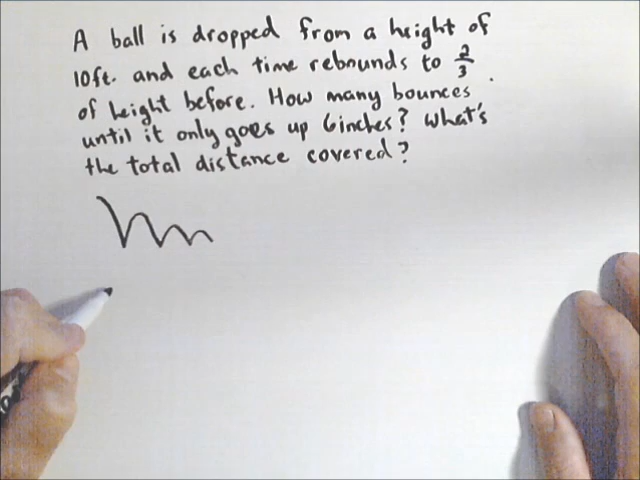 A ball is dropped from a height of
10ft. and each time rebounds to 2/3
of height before. How many bounces
until it only goes up 6inches? What's
the total distance covered?